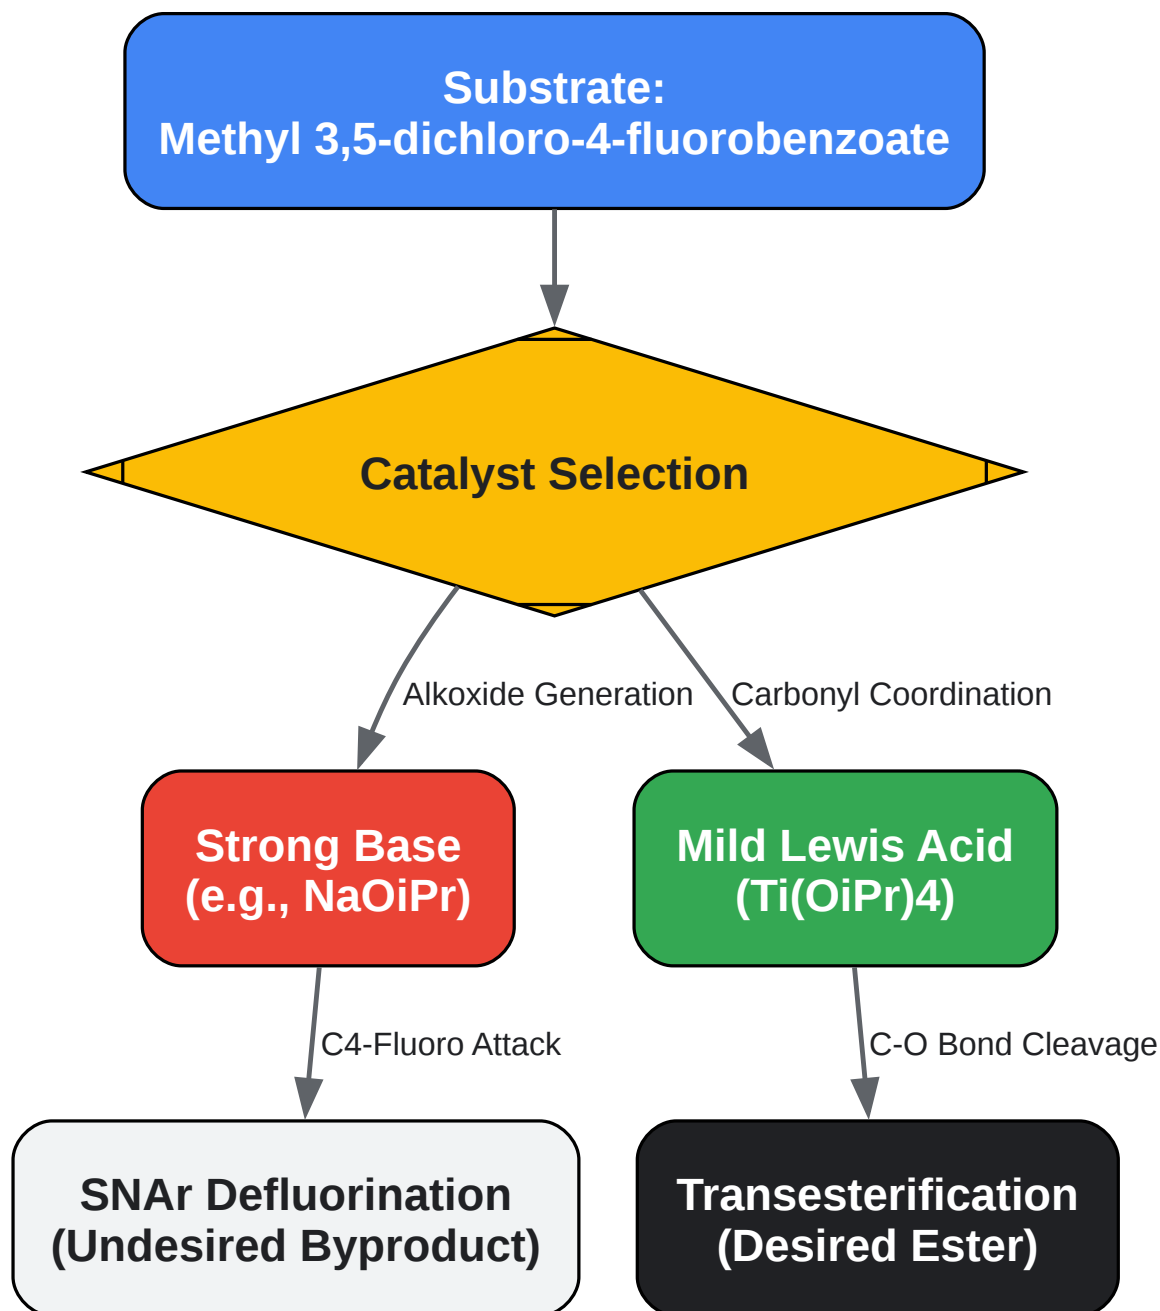 Substrate:
Methyl 3,5-dichloro-4-fluorobenzoate
Catalyst Selection
Alkoxide Generation
Carbonyl Coordination
Strong Base
(e.g., NaOiPr)
Mild Lewis Acid
(Ti(OiPr)4)
C4-Fluoro Attack
C-O Bond Cleavage
SNAr Defluorination
(Undesired Byproduct)
Transesterification
(Desired Ester)